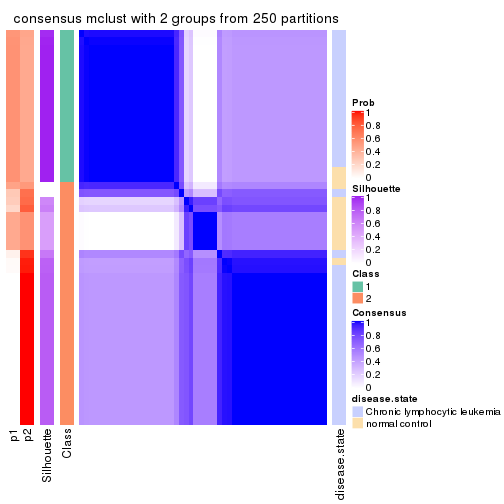 consensus mclust with 2 groups from 250 partitions
Prob
1
0.8
0.6
0.4
0.2
0
Silhouette
1
0.8
0.6
0.4
0.2
0
Class
1
2
Consensus
1
0.8
0.6
0.4
0.2
0
disease.state
Chronic lymphocytic leukemia
normal control
p1
p2
Silhouette
Class
disease.state